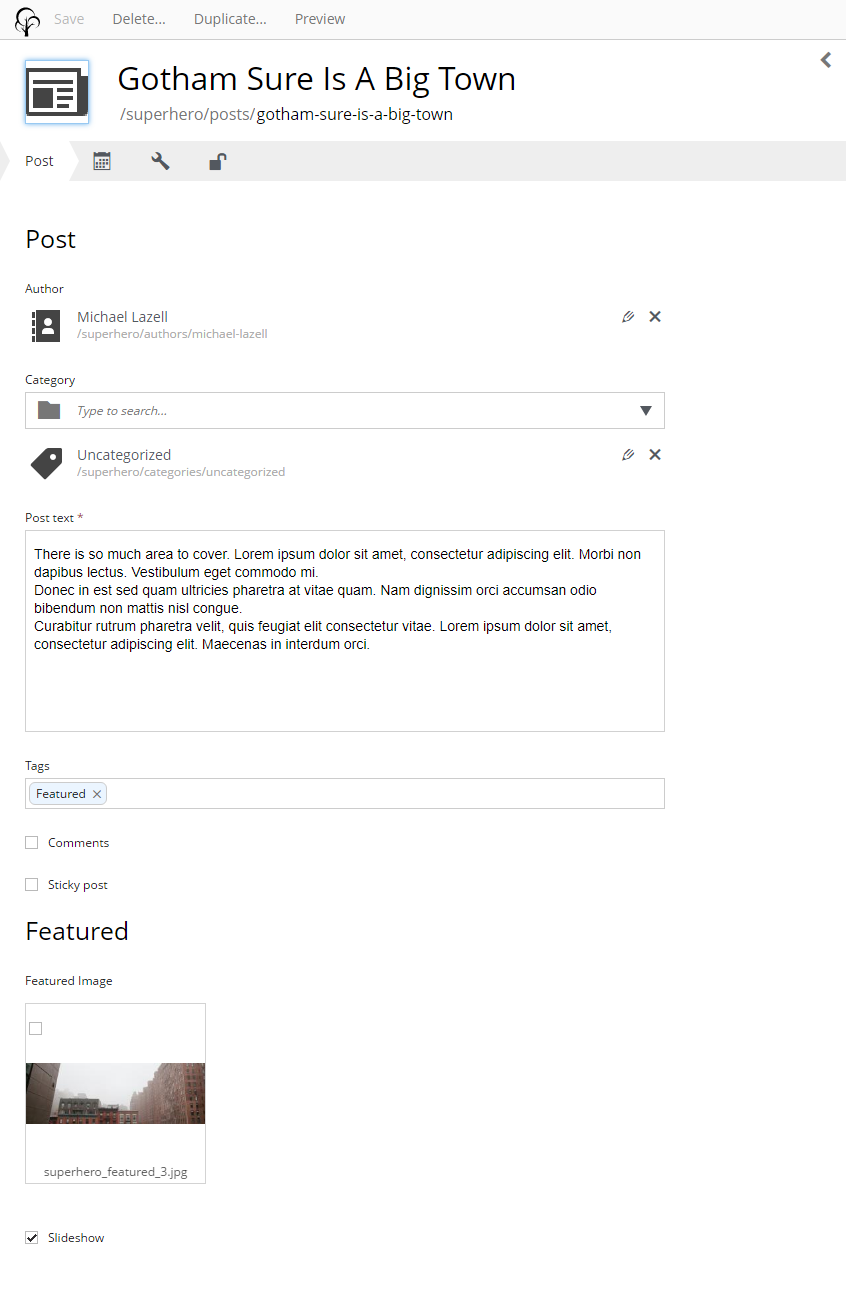 Save Delete... Duplicate... Preview
Gotham Sure Is A Big Town
/superhero/posts/gotham-sure-is-a-big-town
Post
Post
Author
Michael Lazell
/superhero/authors/michael-lazell
Category
Type to search...
Uncategorized
/superhero/categories/uncategorized
Post text *
There is so much area to cover. Lorem ipsum dolor sit amet, consectetur adipiscing elit. Morbi non
dapibus lectus. Vestibulum eget commodo mi.
Donec in est sed quam ultricies pharetra at vitae quam. Nam dignissim orci accumsan odio
bibendum non mattis nisl congue.
Curabitur rutrum pharetra velit, quis feugiat elit consectetur vitae. Lorem ipsum dolor sit amet,
consectetur adipiscing elit. Maecenas in interdum orci.
Tags
Featured
Comments
Sticky post
Featured
Featured Image
superhero_featured_3.jpg
Slideshow